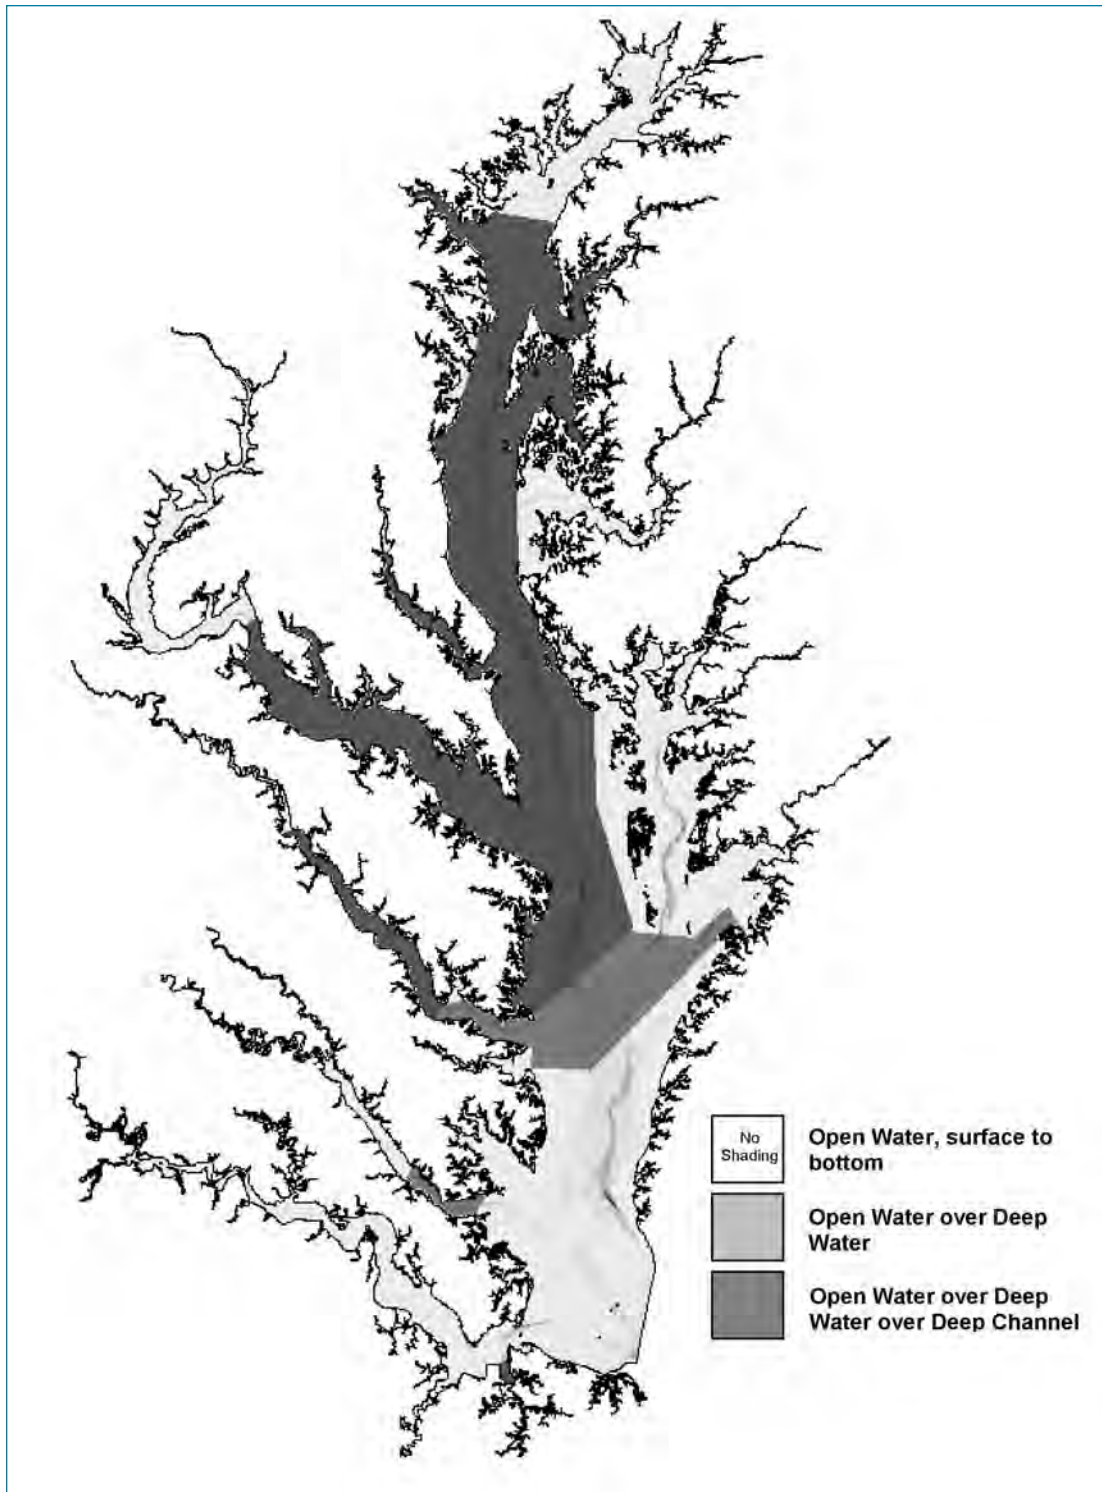 No
Shading
Open Water, surface to
bottom
Open Water over Deep
Water
Open Water over Deep
Water over Deep Channel